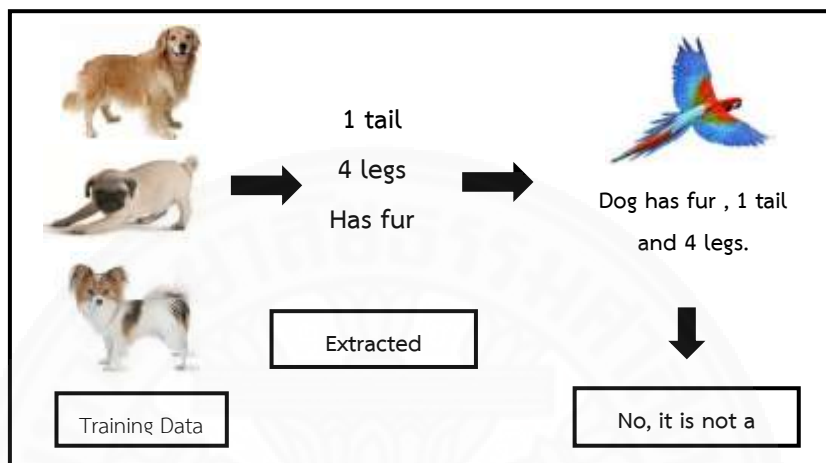 1 tail
4 legs
Has fur
Dog has fur , 1 tail
and 4 legs.
Extracted
Training Data
No, it is not a